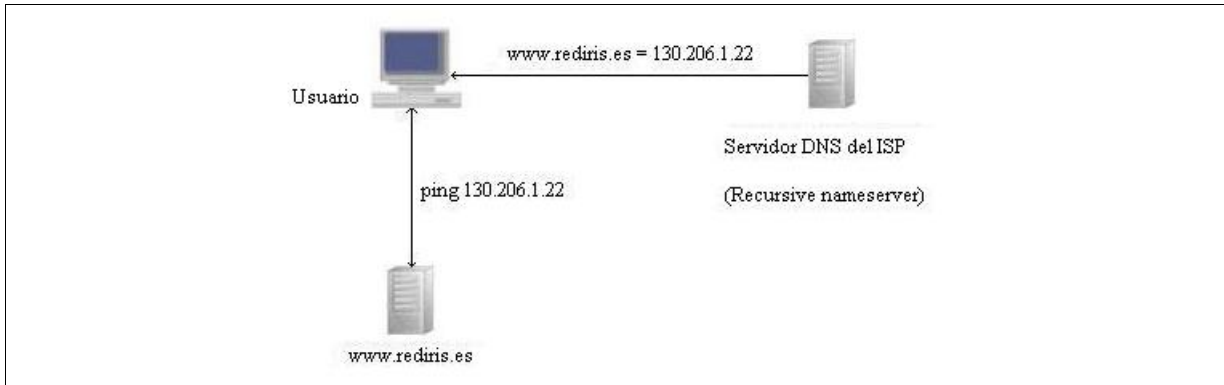 www.rediris.es = 130.206.1.22
Usuario
Servidor DNS del ISP
ping 130.206.1.22
(Recursive nameserver)
www.rediris.es